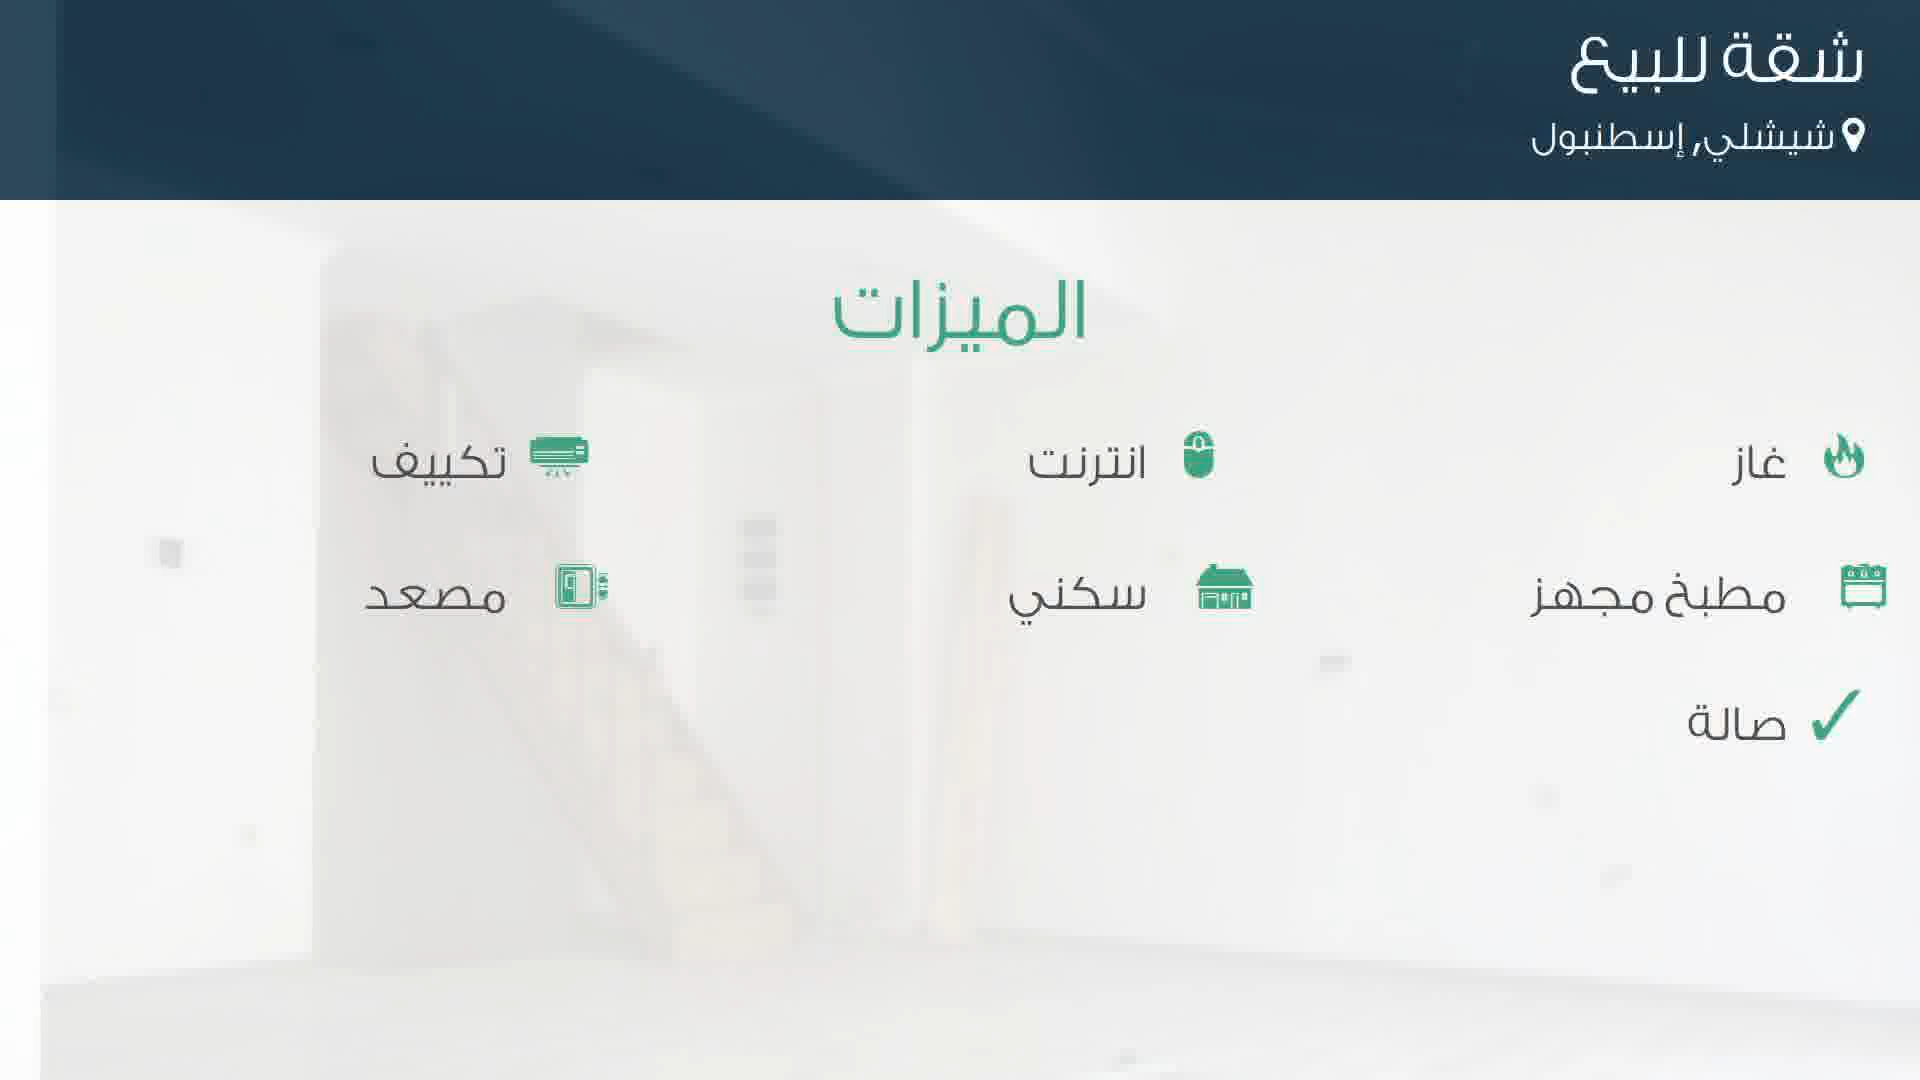 شقة للبيع
شيشلي, إسطنبول
الميزات
غاز
انترنت
تكييف
مطبخ مجهز
سكني
مصعد
صالة